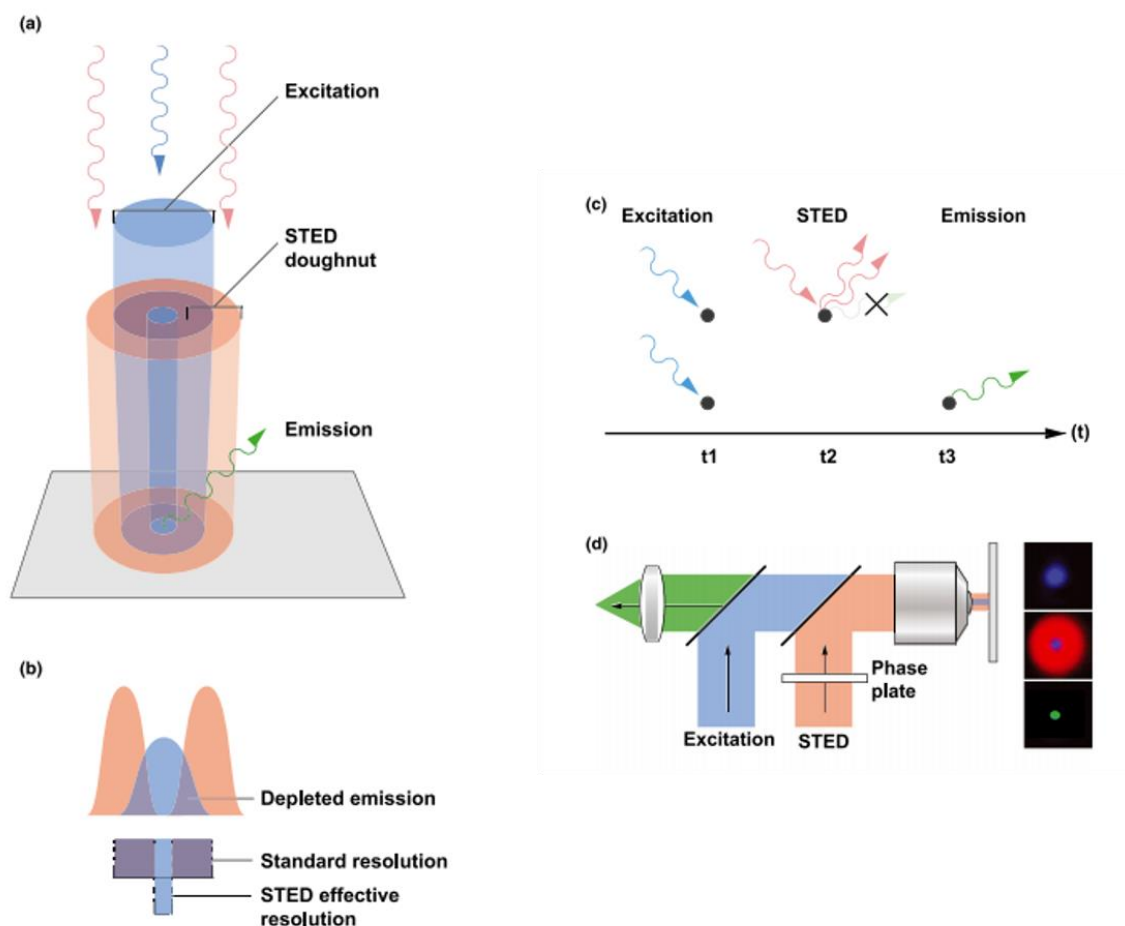 (a)
Excitation
STED
doughnut
Emission
(b)
Depleted emission
Standard resolution
STED effective
resolution
(c)
Excitation
STED
Emission
(t)
t1
t2
t3
(d)
Phase
plate
Excitation
STED